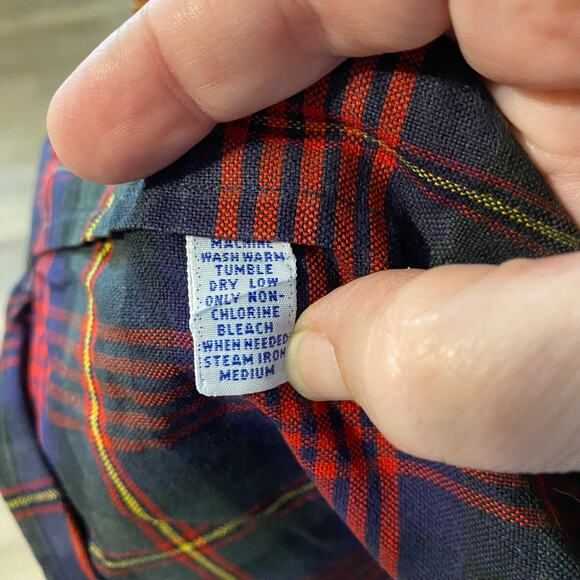 MACHINE
WASH WARM
TUMBLE
DRY LOW
ONLY NON-
CHLORINE
BLEACH
WHEN NEEDED
STEAM IRON
MEDIUM